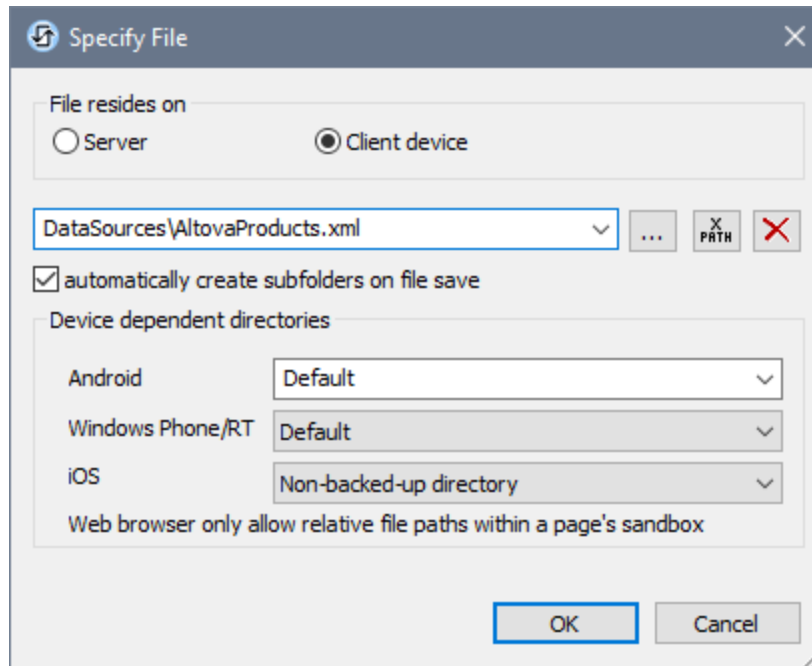 Specify File
File resides on
Server Client device
DataSources\AltovaProducts.xml ... X PATH
automatically create subfolders on file save
Device dependent directories
Android Default
Windows Phone/RT Default
iOS Non-backed-up directory
Web browser only allow relative file paths within a page's sandbox
OK Cancel